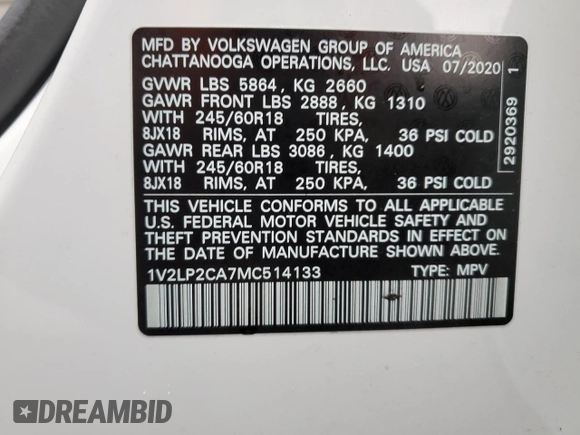 MFD BY VOLKSWAGEN GROUP OF AMERICA
CHATTANOOGA OPERATIONS, LLC. USA 07/2020
GVWR LBS 5864, KG 2660
GAWR FRONT LBS 2888, KG 1310
WITH 245/60R18 TIRES,
8JX18 RIMS, AT 250 KPA, 36 PSI COLD
GAWR REAR LBS 3086, KG 1400
WITH 245/60R18 TIRES,
8JX18 RIMS, AT 250 KPA, 36 PSI COLD
THIS VEHICLE CONFORMS TO ALL APPLICABLE
U.S. FEDERAL MOTOR VEHICLE SAFETY AND
THEFT PREVENTION STANDARDS IN EFFECT ON
THE DATE OF MANUFACTURE SHOWN ABOVE.
1V2LP2CA7MC514133 TYPE: MPV
2920369 1
DREAMBID